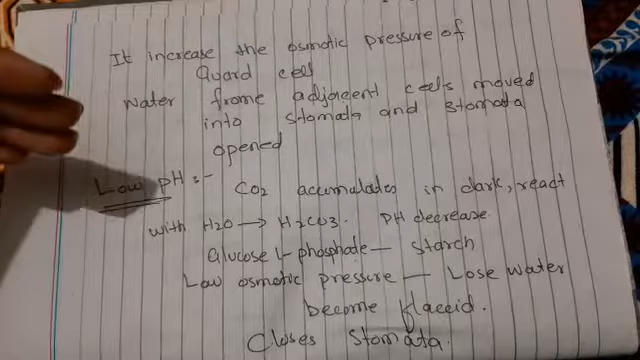 It increase the osmotic pressure of
Guard cell
Water frome adjacent cells moved
into stomata and stomata
opened
Low pH :-
CO2 accumalates in dark, react
with H2O → H2CO3. PH decrease.
Glucose 1-phosphate — starch
Low osmotic pressure — Lose water
become flaccid.
Closes stomata.